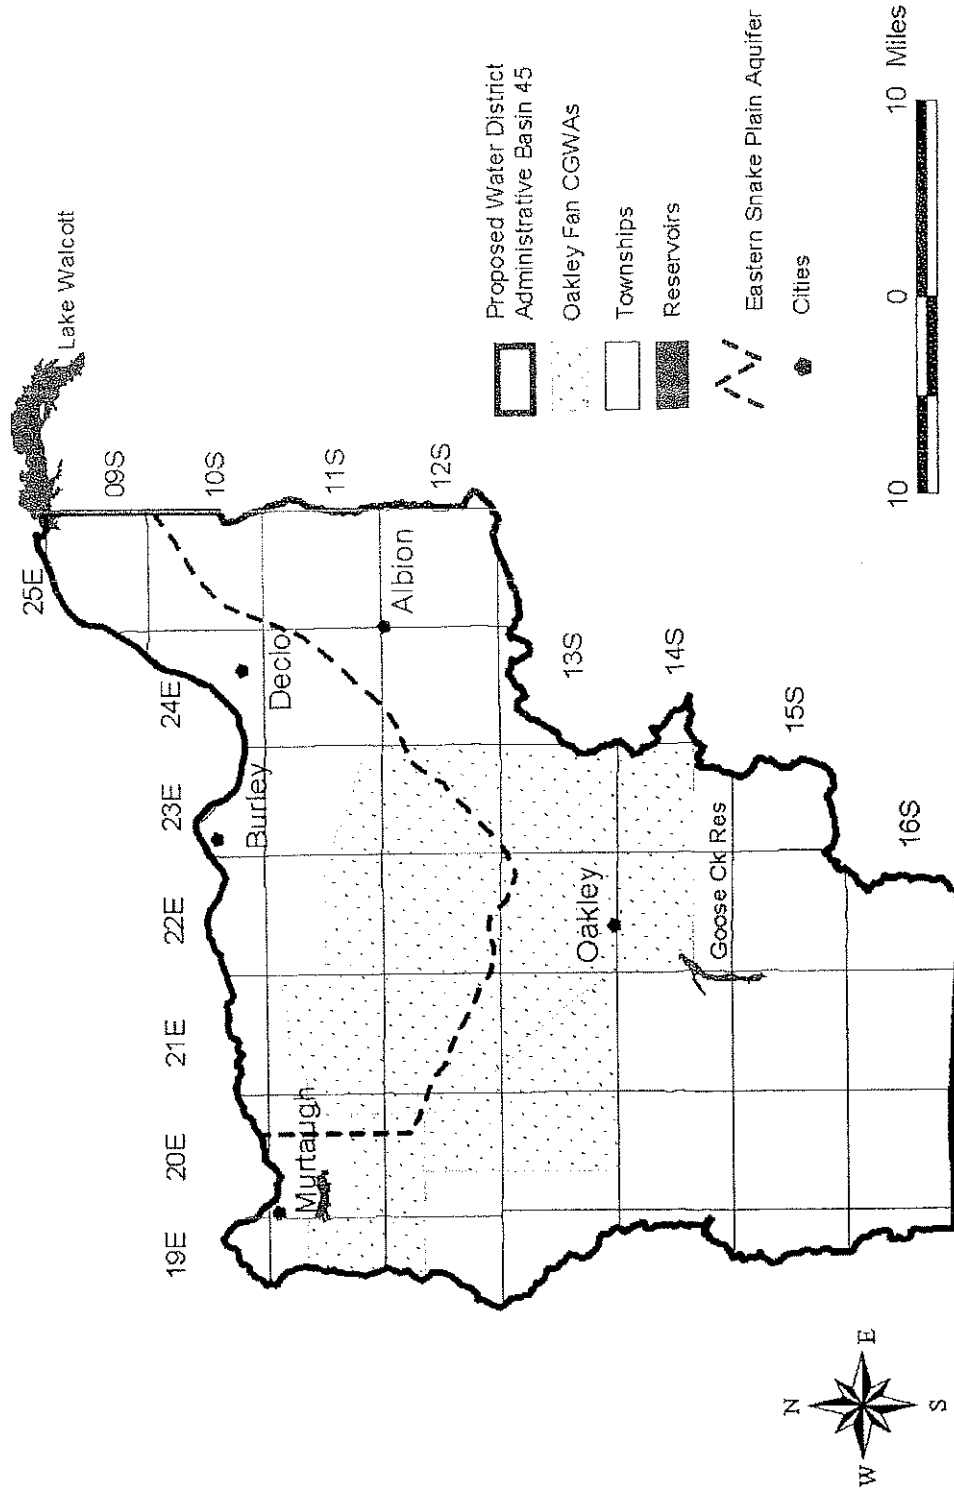 Lake Walcott
25E
09S
24E
10S
23E
11S
22E
12S
21E
20E
19E
Burley
Declo
Albion
Murtaugh
13S
Oakley
14S
Goose Ck Res
15S
16S
Proposed Water District
Administrative Basin 45
Oakley Fan CGWAs
Townships
Reservoirs
Eastern Snake Plain Aquifer
Cities
10 0 10 Miles
N
W E
S